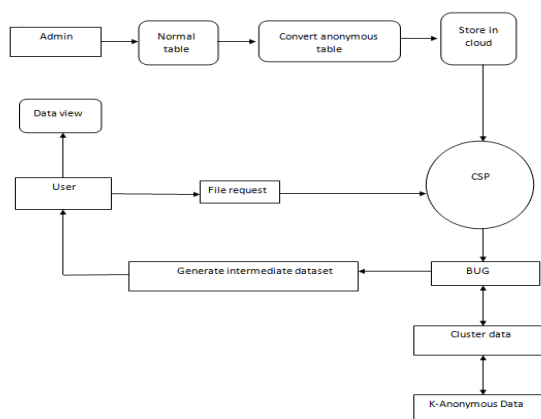 Admin
Normal
table
Convert anonymous
table
Store in
cloud
Data view
CSP
User
File request
Generate intermediate dataset
BUG
Cluster data
K-Anonymous Data